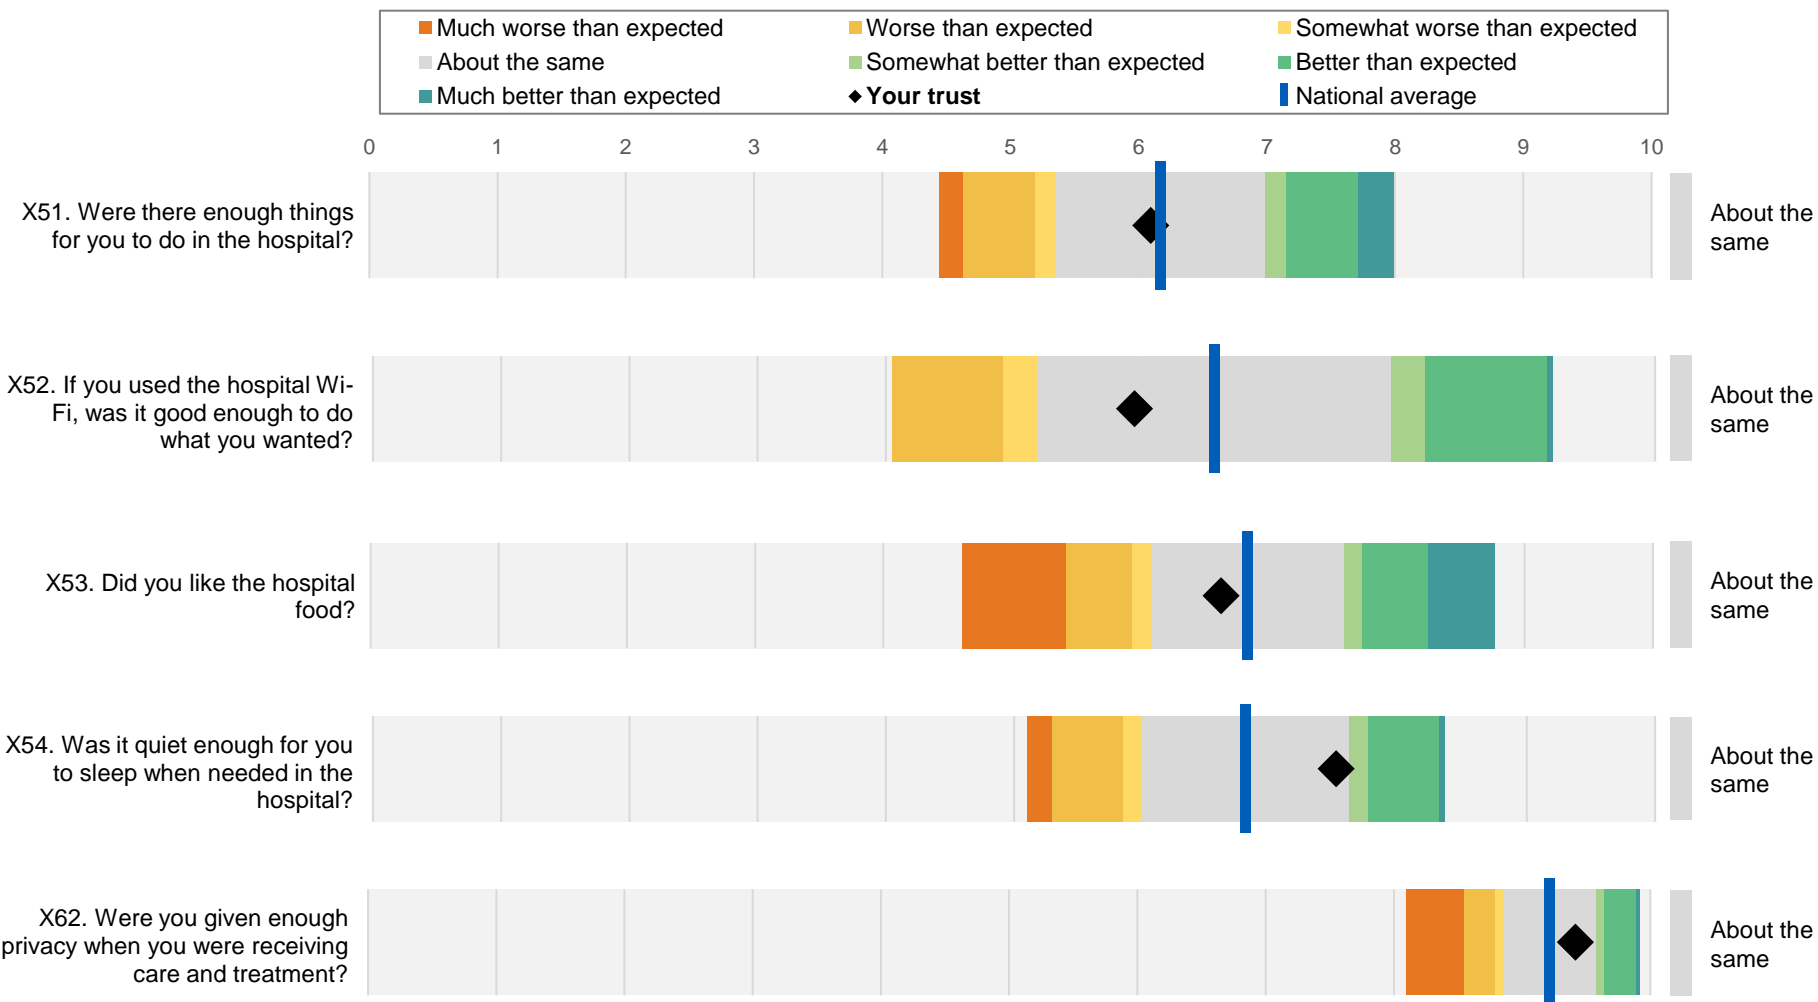 Much worse than expected
Worse than expected
Somewhat worse than expected
About the same
Somewhat better than expected
Better than expected
Much better than expected
Your trust
National average
0 1 2 3 4 5 6 7 8 9 10
X51. Were there enough things
for you to do in the hospital?
About the
same
X52. If you used the hospital Wi-
Fi, was it good enough to do
what you wanted?
About the
same
X53. Did you like the hospital
food?
About the
same
X54. Was it quiet enough for you
to sleep when needed in the
hospital?
About the
same
X62. Were you given enough
privacy when you were receiving
care and treatment?
About the
same